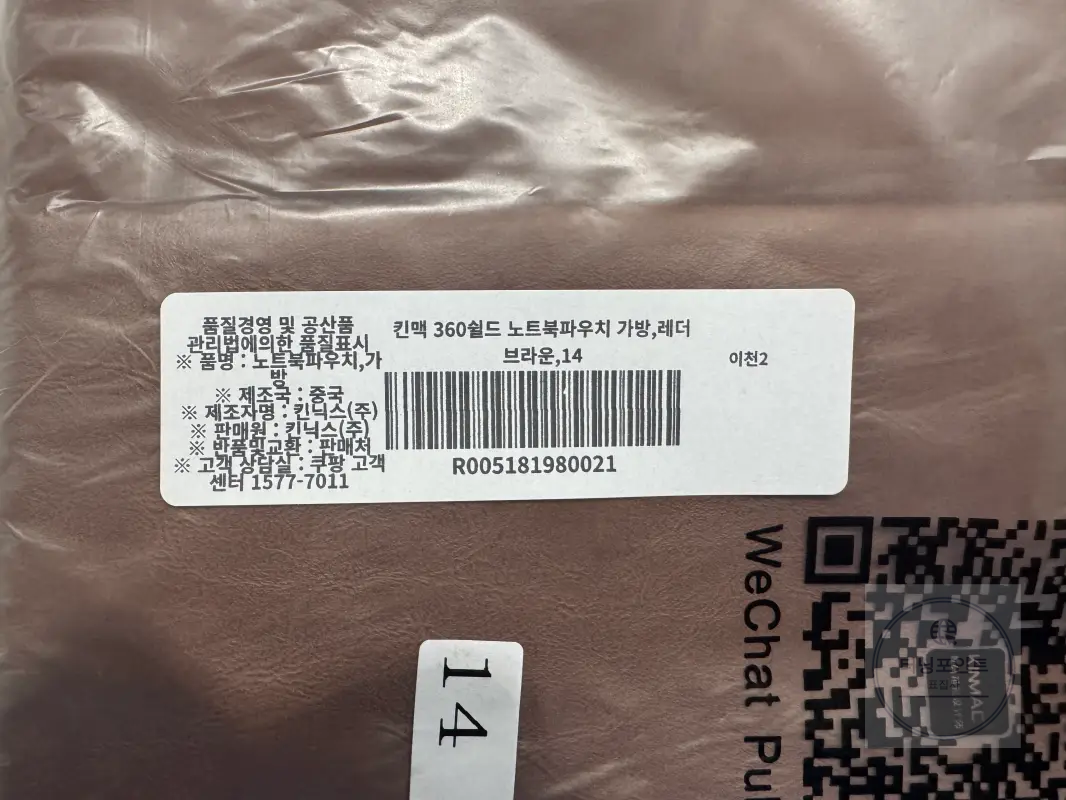 품질경영 및 공산품
관리법에의한 품질표시
※ 품명 : 노트북파우치,가
방
※ 제조국 : 중국
※ 제조자명 : 킨닉스(주)
※ 판매원 : 킨닉스(주)
※ 반품및교환 : 판매처
※ 고객 상담실 : 쿠팡 고객
센터 1577-7011
킨맥 360쉴드 노트북파우치 가방,레더
브라운,14
R005181980021
이천2
WeChat Pu
14
KINMAC